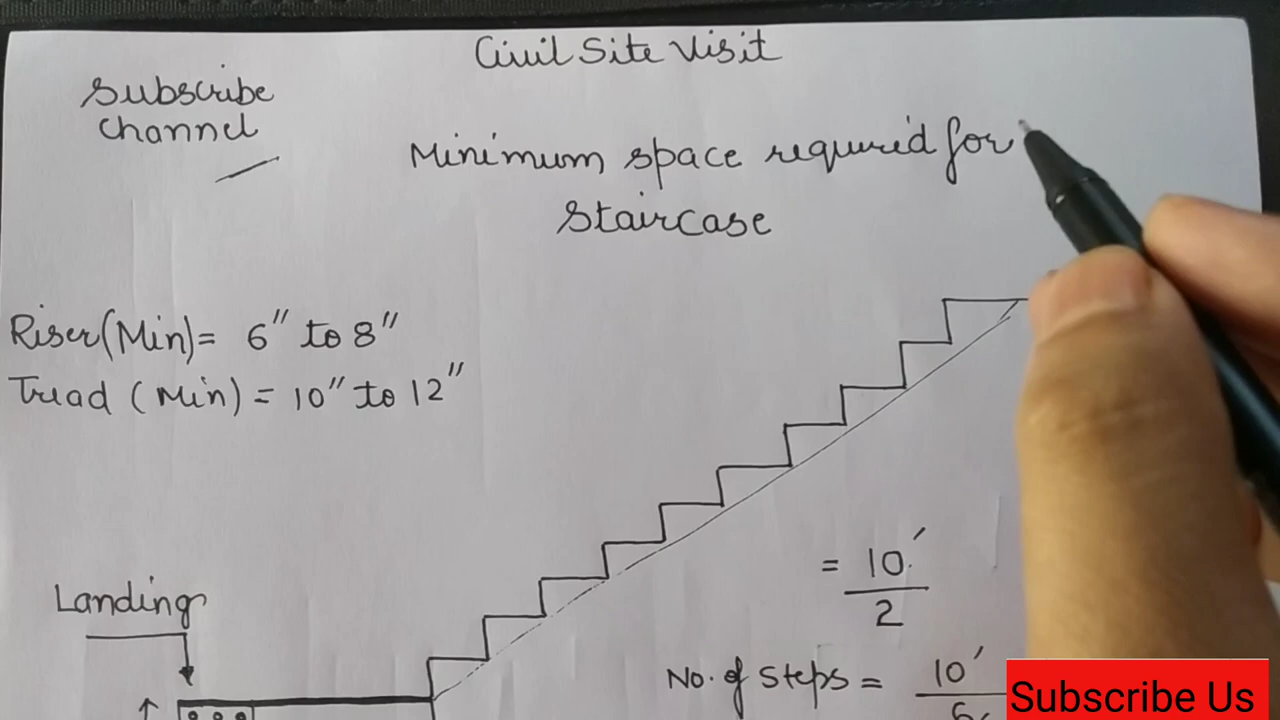 Civil Site Visit
Subscribe
Channel
Minimum space required for
Staircase
Riser(Min)= 6" to 8"
Triad (Min) = 10" to 12"
Landing
= 10'
2
No. of Steps = 10'
Subscribe Us